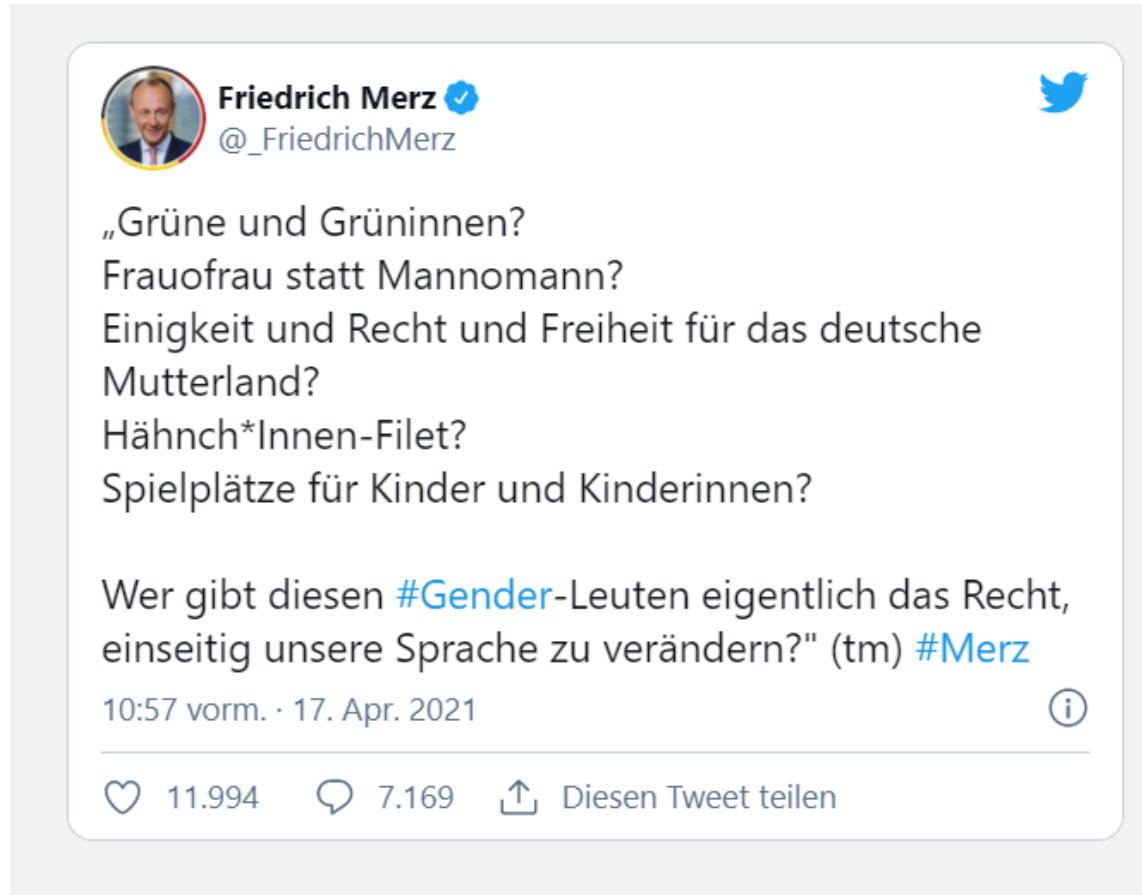 Friedrich Merz
@_FriedrichMerz
„Grüne und Grüninnen?
Frauofrau statt Mannomann?
Einigkeit und Recht und Freiheit für das deutsche
Mutterland?
Hähnch*Innen-Filet?
Spielplätze für Kinder und Kinderinnen?
Wer gibt diesen #Gender-Leuten eigentlich das Recht,
einseitig unsere Sprache zu verändern?" (tm) #Merz
10:57 vorm. · 17. Apr. 2021
11.994 7.169 Diesen Tweet teilen